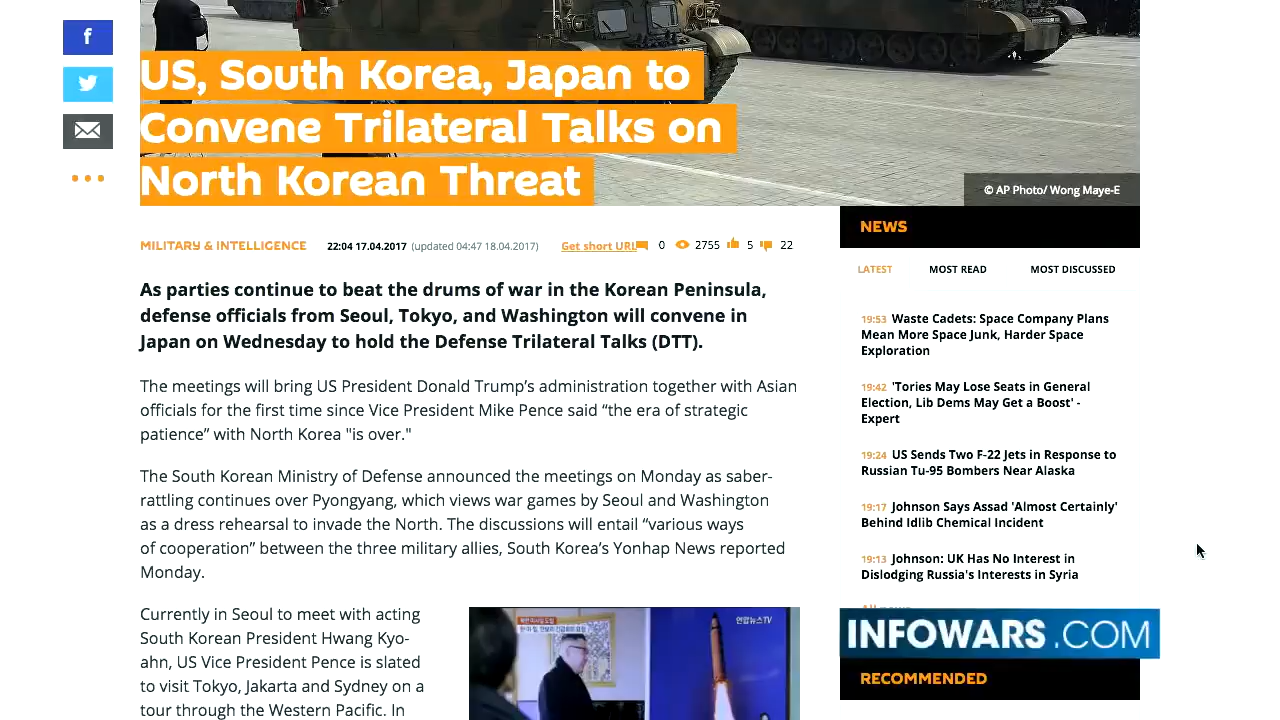 US, South Korea, Japan to
Convene Trilateral Talks on
North Korean Threat
© AP Photo/ Wong Maye-E
MILITARY & INTELLIGENCE
22:04 17.04.2017 (updated 04:47 18.04.2017)
Get short URL
0
2755
5
22
As parties continue to beat the drums of war in the Korean Peninsula,
defense officials from Seoul, Tokyo, and Washington will convene in
Japan on Wednesday to hold the Defense Trilateral Talks (DTT).
The meetings will bring US President Donald Trump’s administration together with Asian
officials for the first time since Vice President Mike Pence said “the era of strategic
patience” with North Korea "is over."
The South Korean Ministry of Defense announced the meetings on Monday as saber-
rattling continues over Pyongyang, which views war games by Seoul and Washington
as a dress rehearsal to invade the North. The discussions will entail “various ways
of cooperation” between the three military allies, South Korea’s Yonhap News reported
Monday.
Currently in Seoul to meet with acting
South Korean President Hwang Kyo-
ahn, US Vice President Pence is slated
to visit Tokyo, Jakarta and Sydney on a
tour through the Western Pacific. In
연합뉴스TV
NEWS
LATEST
MOST READ
MOST DISCUSSED
19:53 Waste Cadets: Space Company Plans
Mean More Space Junk, Harder Space
Exploration
19:42 'Tories May Lose Seats in General
Election, Lib Dems May Get a Boost' -
Expert
19:24 US Sends Two F-22 Jets in Response to
Russian Tu-95 Bombers Near Alaska
19:17 Johnson Says Assad 'Almost Certainly'
Behind Idlib Chemical Incident
19:13 Johnson: UK Has No Interest in
Dislodging Russia's Interests in Syria
INFOWARS.COM
RECOMMENDED